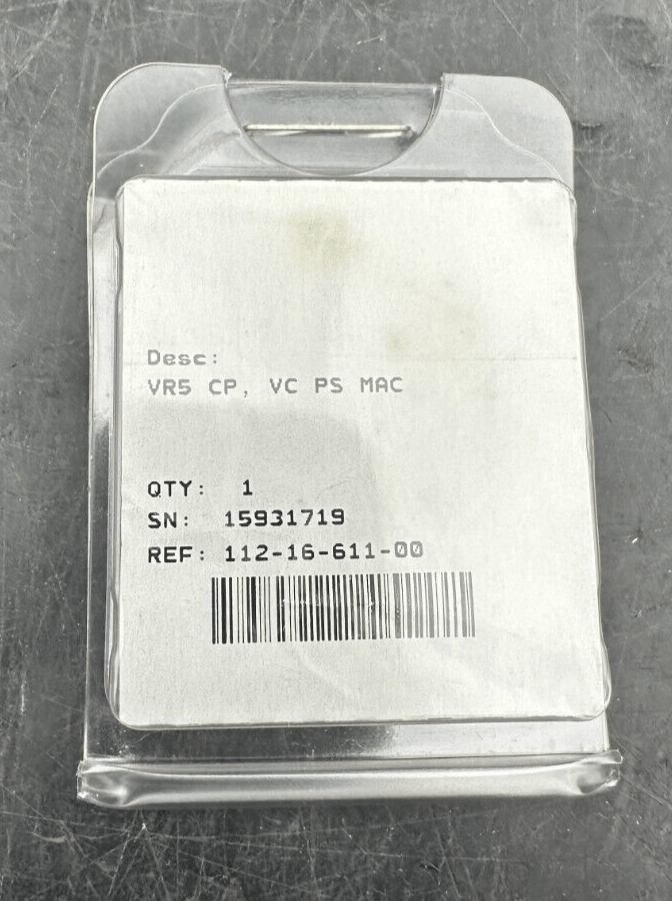 Desc:
VR5 CP, VC PS MAC
QTY: 1
SN: 15931719
REF: 112-16-611-00